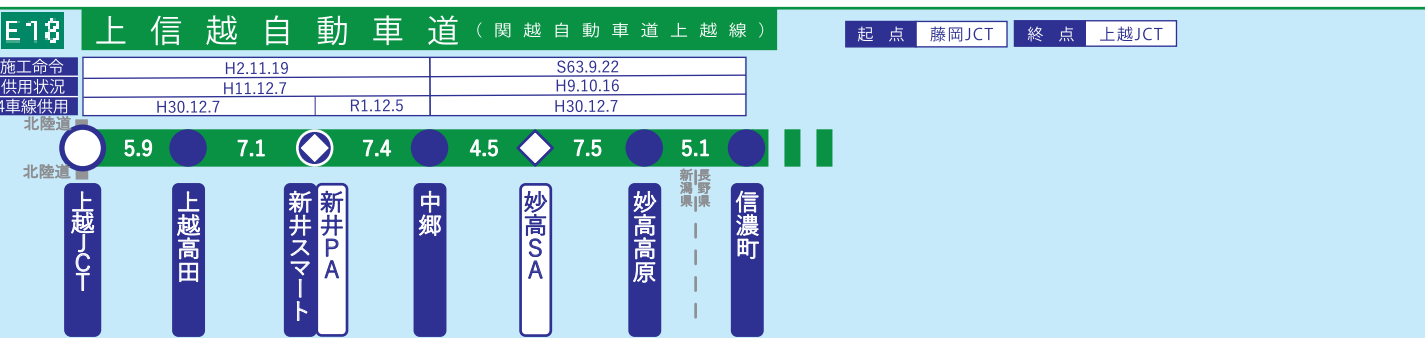 E18 上信越自動車道(関越自動車道上越線) 起点 藤岡JCT 終点 上越JCT
施工命令 H2.11.19 S63.9.22
供用状況 H11.12.7 H9.10.16
4車線供用 H30.12.7 R1.12.5 H30.12.7
北陸道
5.9 7.1 7.4 4.5 7.5 5.1
北陸道
新潟県
長野県
上越JCT
上越高田
新井スマート
新井PA
中郷
妙高SA
妙高高原
信濃町